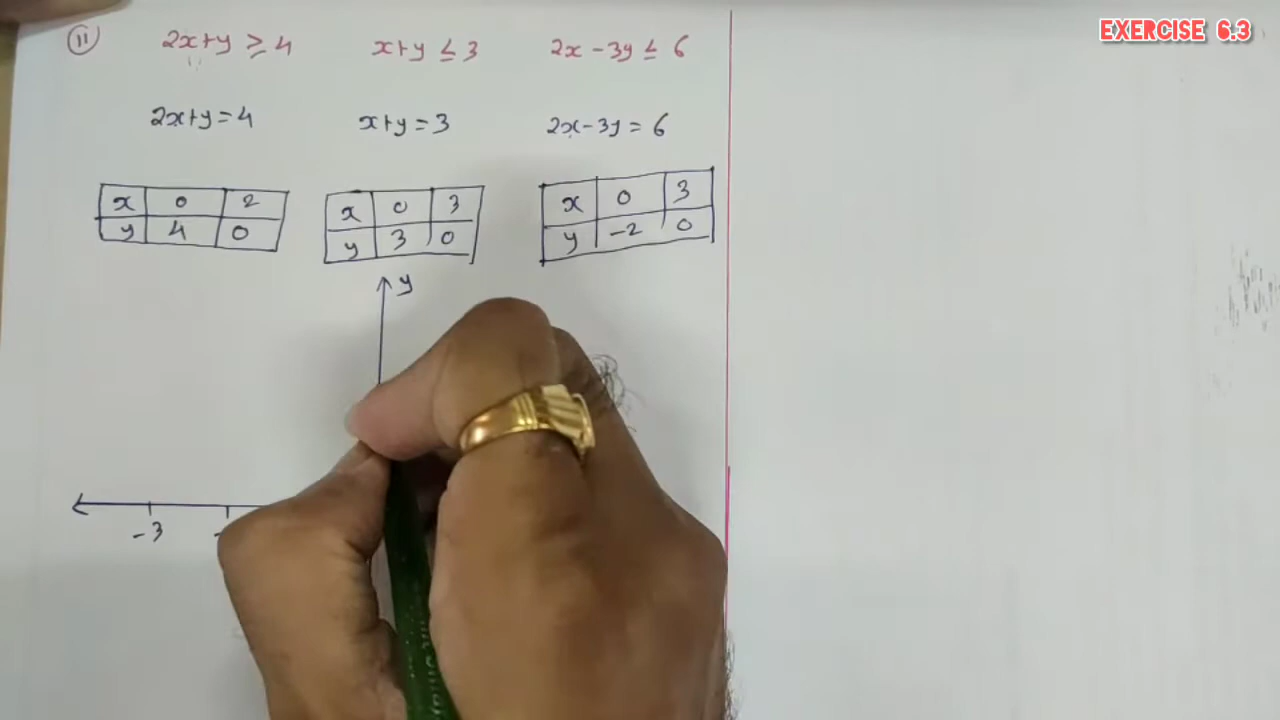 EXERCISE 6.3
11 2x+y ≥ 4 x+y ≤ 3 2x - 3y ≤ 6
2x+y = 4 x+y = 3 2x - 3y = 6
x 0 2 x 0 3 x 0 3
y 4 0 y 3 0 y -2 0
y
-3